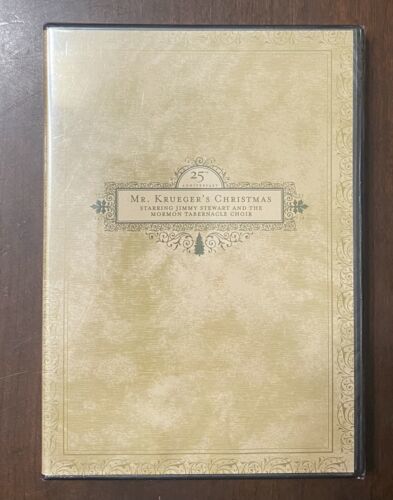 25TH
ANNIVERSARY
MR. KRUEGER'S CHRISTMAS
STARRING JIMMY STEWART AND THE
MORMON TABERNACLE CHOIR